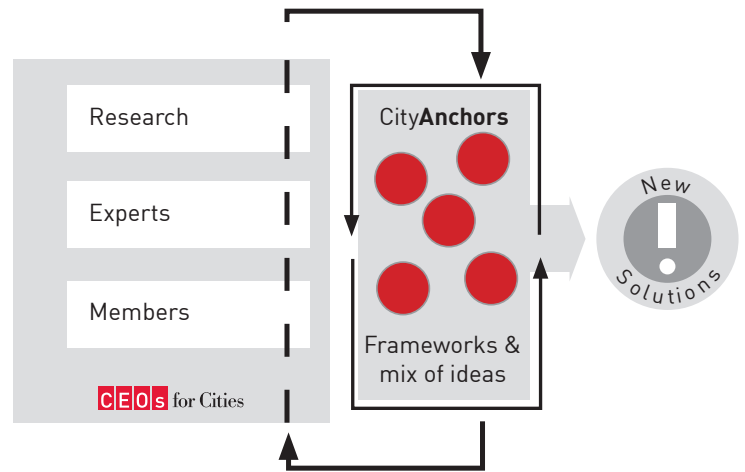 Research
Experts
Members
CEOs for Cities
CityAnchors
Frameworks &
mix of ideas
New
!
Solutions